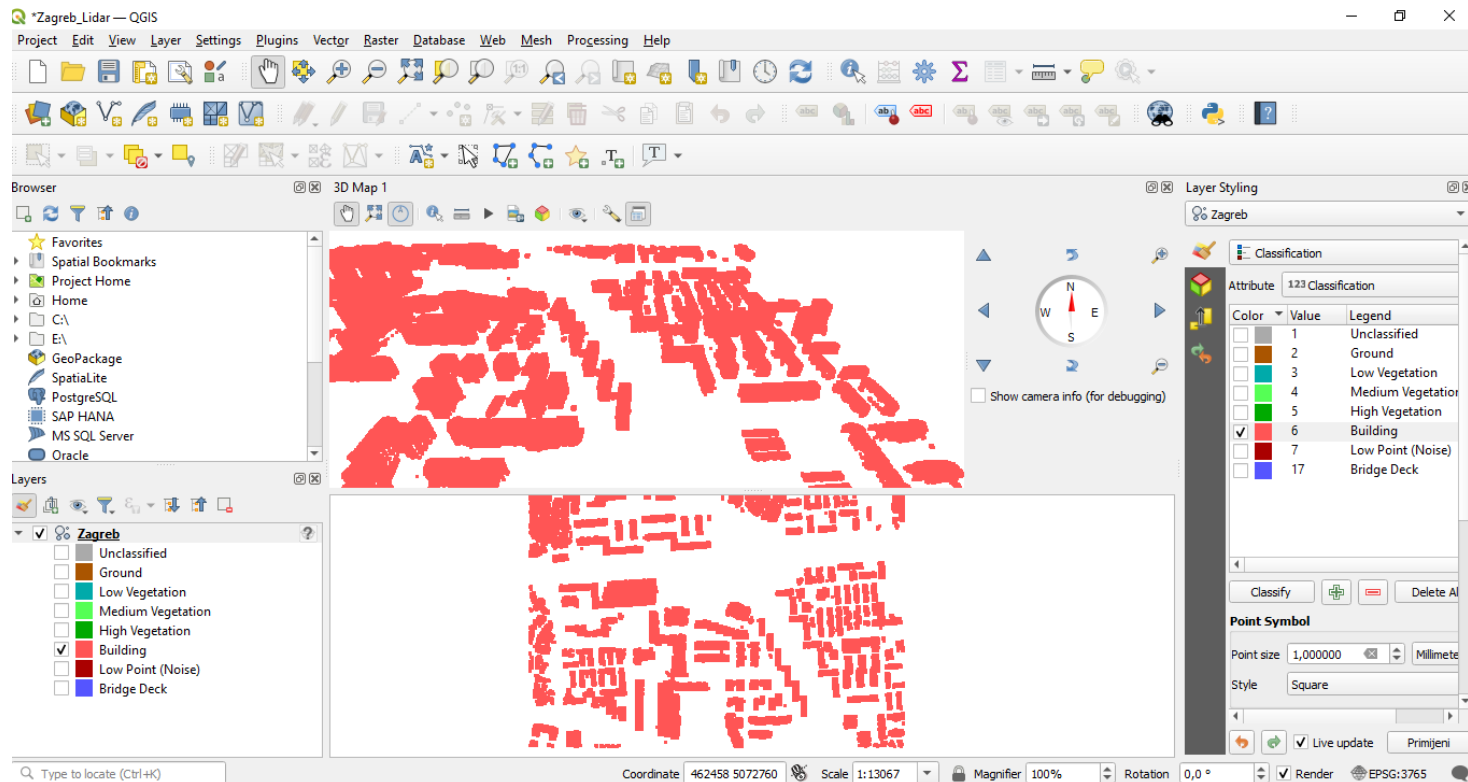 *Zagreb_Lidar — QGIS
Project Edit View Layer Settings Plugins Vector Raster Database Web Mesh Processing Help
Browser
Favorites
Spatial Bookmarks
Project Home
Home
C:\
E:\
GeoPackage
SpatiaLite
PostgreSQL
SAP HANA
MS SQL Server
Oracle
Layers
Zagreb
Unclassified
Ground
Low Vegetation
Medium Vegetation
High Vegetation
Building
Low Point (Noise)
Bridge Deck
3D Map 1
N
W E
S
Show camera info (for debugging)
Layer Styling
Zagreb
Classification
Attribute 123 Classification
Color Value Legend
1 Unclassified
2 Ground
3 Low Vegetation
4 Medium Vegetation
5 High Vegetation
6 Building
7 Low Point (Noise)
17 Bridge Deck
Classify Delete Al
Point Symbol
Point size 1,000000 Millimete
Style Square
Live update Primijeni
Type to locate (Ctrl+K) Coordinate 462458 5072760 Scale 1:13067 Magnifier 100% Rotation 0,0 ° Render EPSG:3765